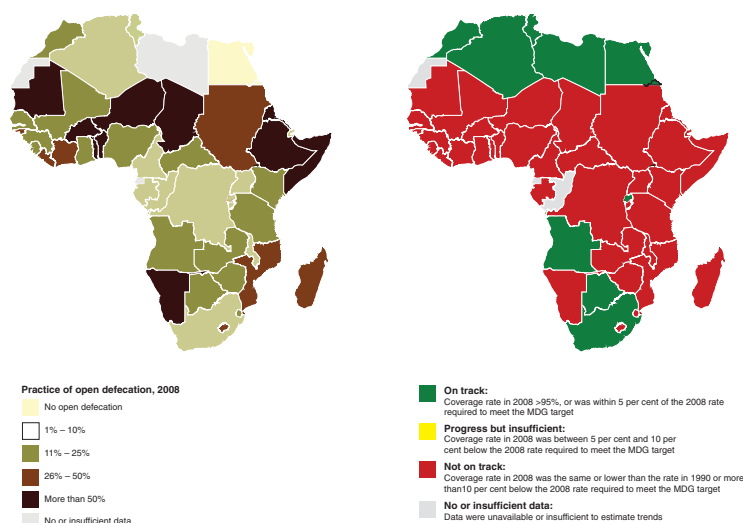 Practice of open defecation, 2008
No open defecation
1% – 10%
11% – 25%
26% – 50%
More than 50%
No or insufficient data
On track:
Coverage rate in 2008 >95%, or was within 5 per cent of the 2008 rate
required to meet the MDG target
Progress but insufficient:
Coverage rate in 2008 was between 5 per cent and 10 per
cent below the 2008 rate required to meet the MDG target
Not on track:
Coverage rate in 2008 was the same or lower than the rate in 1990 or more
than10 per cent below the 2008 rate required to meet the MDG target
No or insufficient data:
Data were unavailable or insufficient to estimate trends